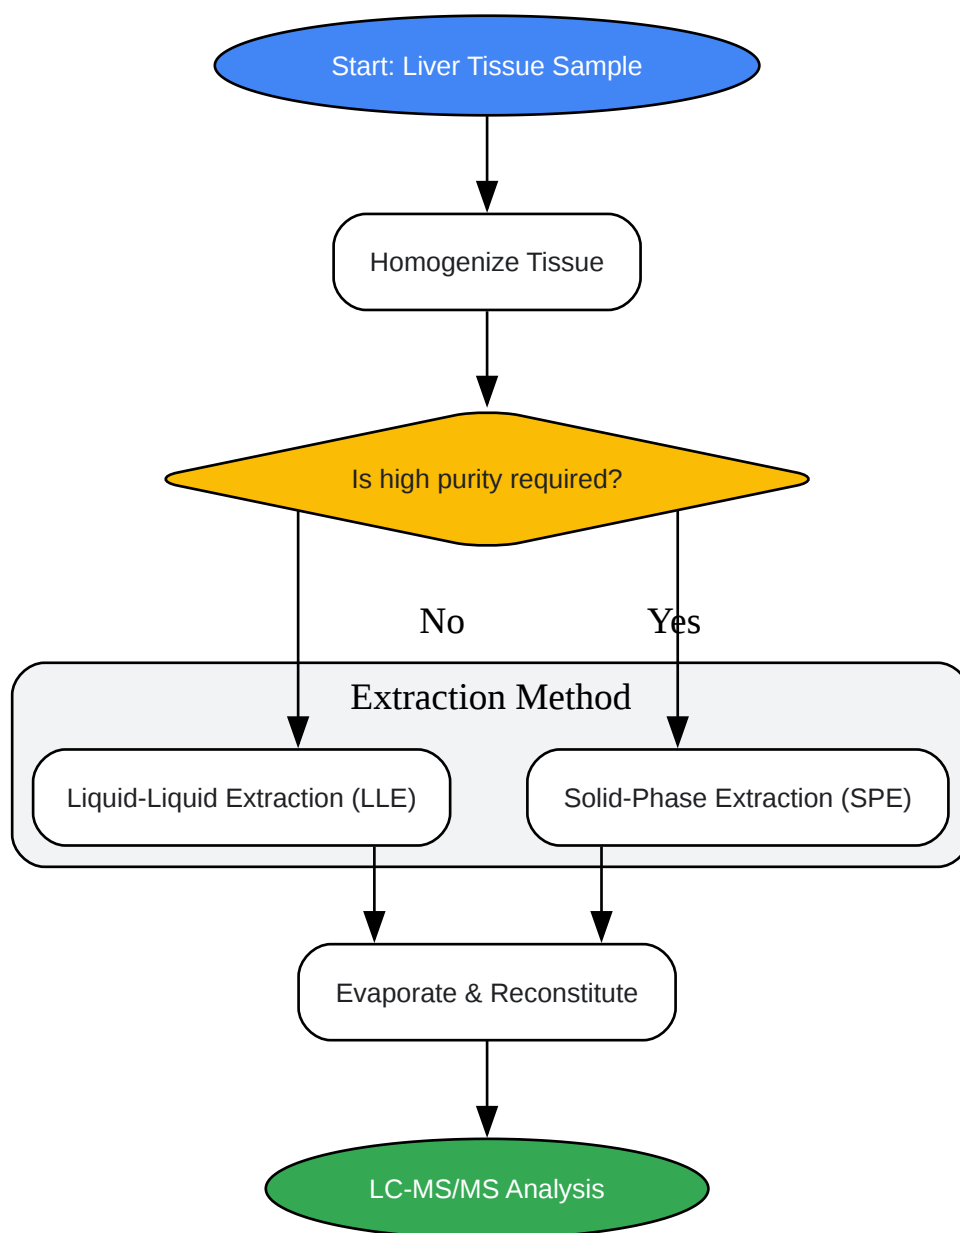 Start: Liver Tissue Sample
Homogenize Tissue
Is high purity required?
No
Yes
Extraction Method
Liquid-Liquid Extraction (LLE)
Solid-Phase Extraction (SPE)
Evaporate & Reconstitute
LC-MS/MS Analysis